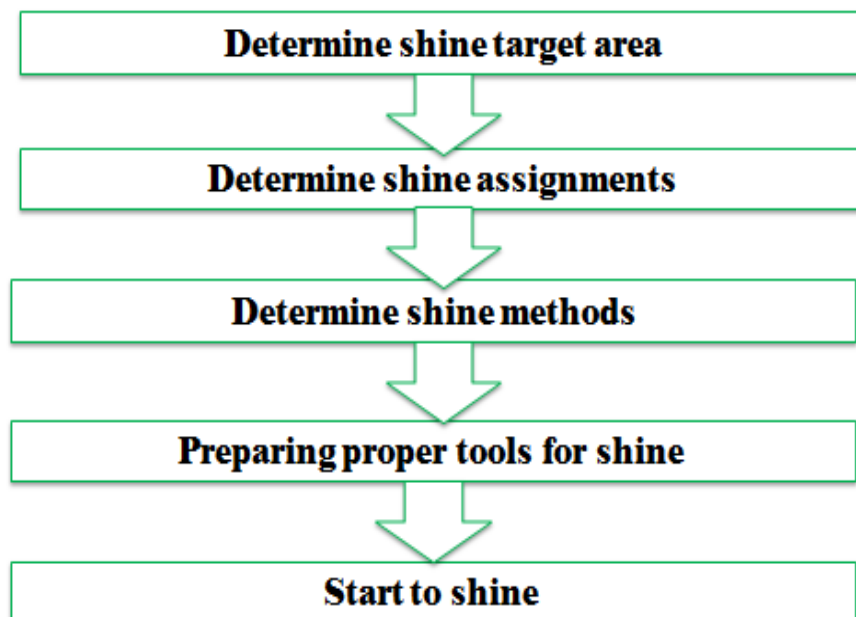 Determine shine target area
Determine shine assignments
Determine shine methods
Preparing proper tools for shine
Start to shine